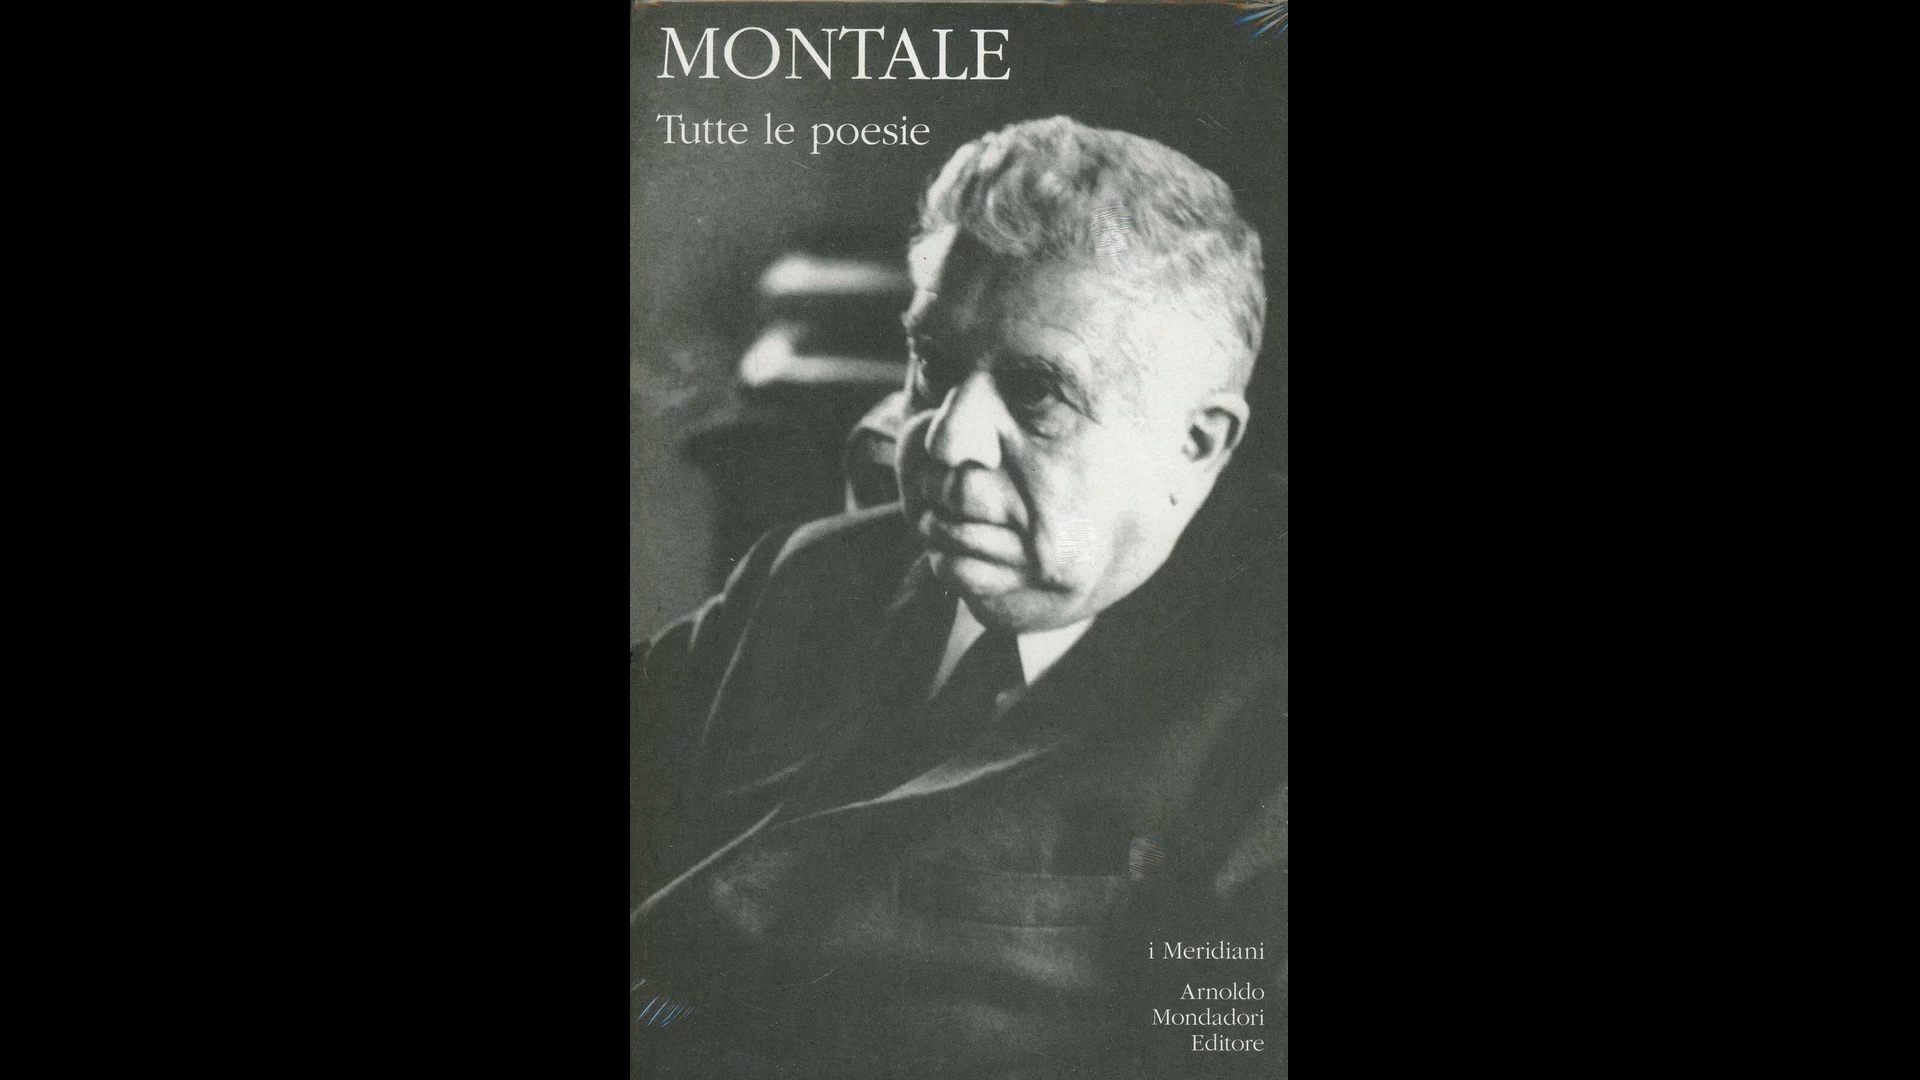 MONTALE
Tutte le poesie
i Meridiani
Arnoldo
Mondadori
Editore